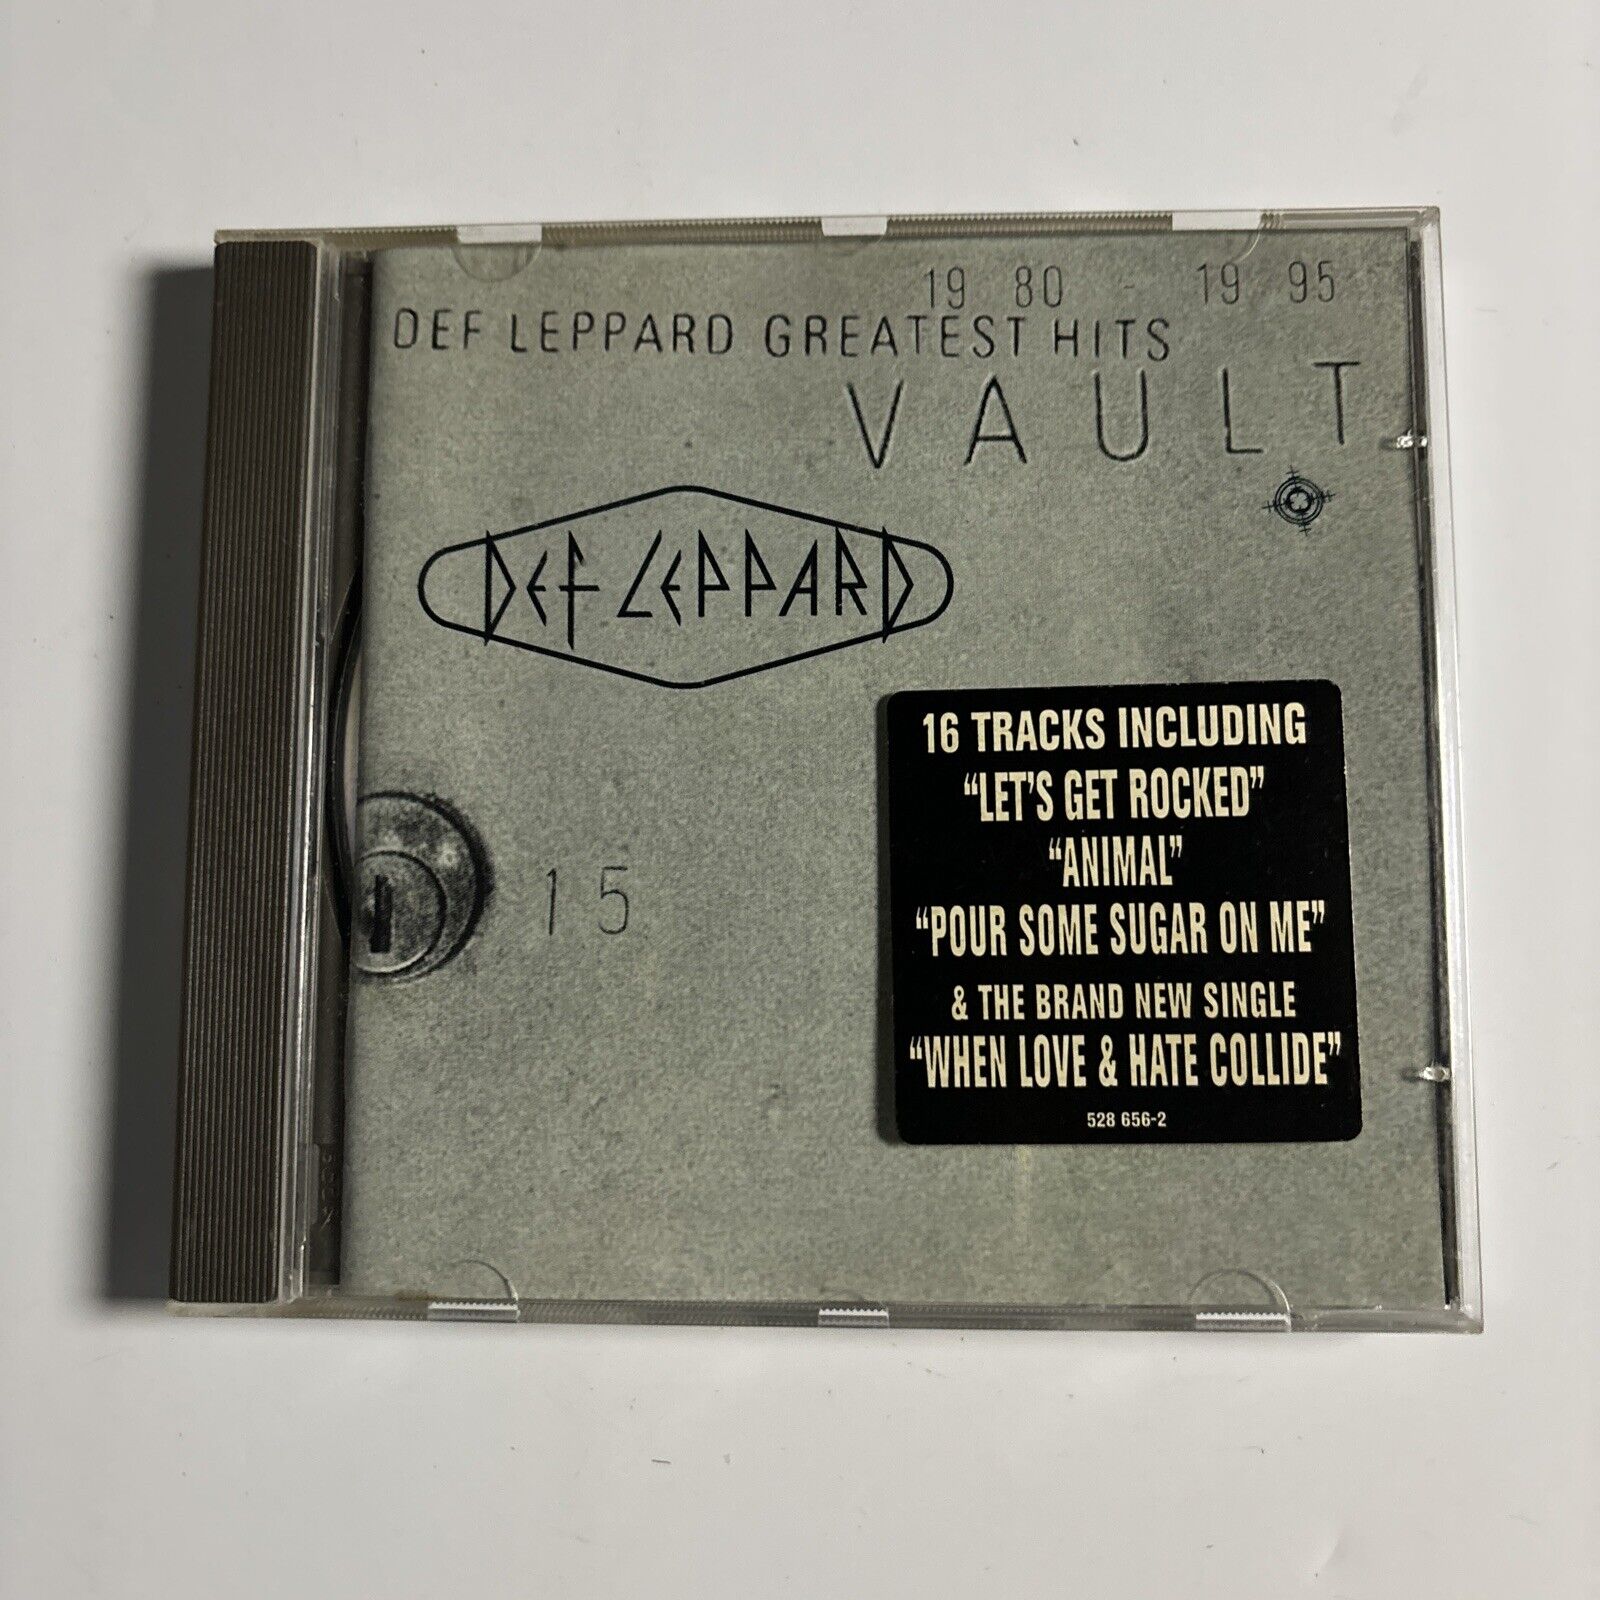 19 80 - 19 95
DEF LEPPARD GREATEST HITS
VAULT
DEF LEPPARD
15
16 TRACKS INCLUDING
“LET'S GET ROCKED”
“ANIMAL”
“POUR SOME SUGAR ON ME”
& THE BRAND NEW SINGLE
“WHEN LOVE & HATE COLLIDE”
528 656-2